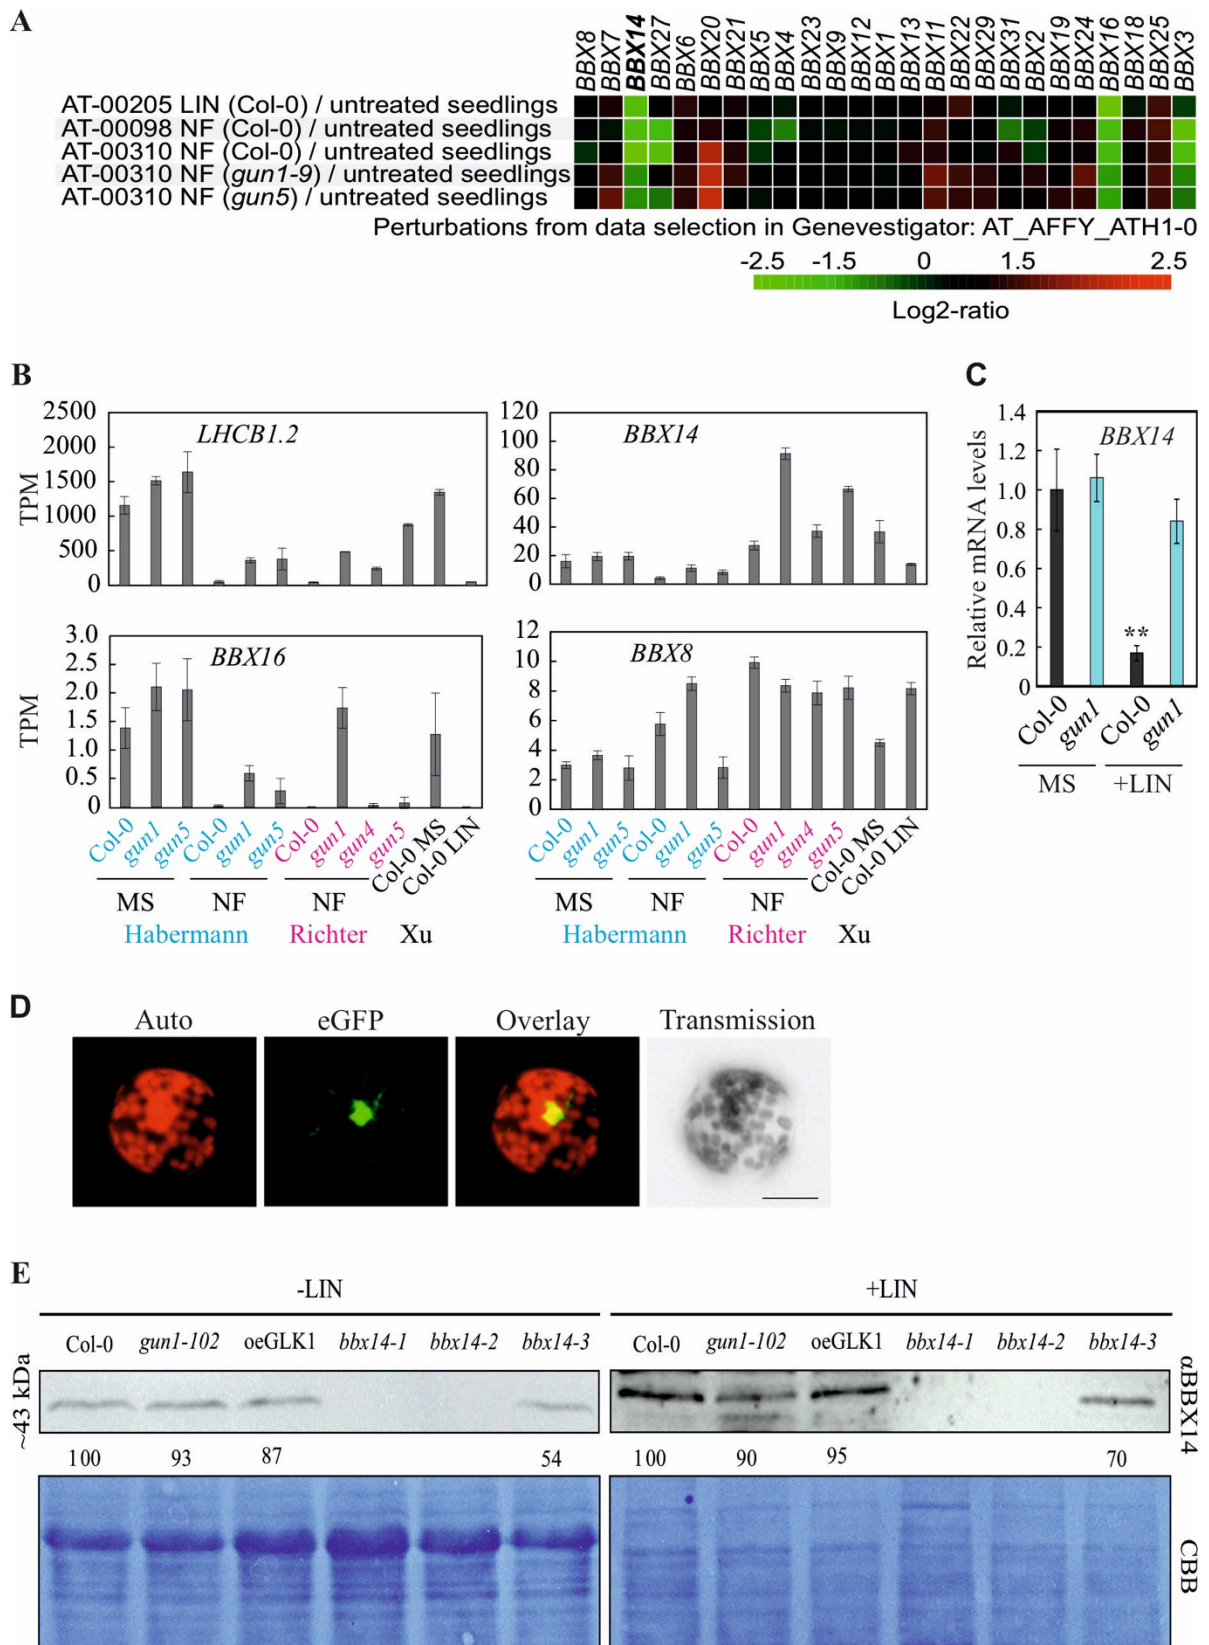 A
BBX8 BBX7 BBX14 BBX27 BBX6 BBX20 BBX21 BBX5 BBX4 BBX23 BBX9 BBX12 BBX1 BBX13 BBX11 BBX22 BBX29 BBX31 BBX2 BBX19 BBX24 BBX16 BBX18 BBX25 BBX3
AT-00205 LIN (Col-0) / untreated seedlings
AT-00098 NF (Col-0) / untreated seedlings
AT-00310 NF (Col-0) / untreated seedlings
AT-00310 NF (gun1-9) / untreated seedlings
AT-00310 NF (gun5) / untreated seedlings
Perturbations from data selection in Genevestigator: AT_AFFY_ATH1-0
-2.5 -1.5 0 1.5 2.5
Log2-ratio
B
TPM
2500
2000
1500
1000
500
0
LHCB1.2
120
100
80
60
40
20
0
BBX14
TPM
3.0
2.5
2.0
1.5
1.0
0.5
0
BBX16
12
10
8
6
4
2
0
BBX8
Col-0 gun1 gun5 Col-0 gun1 gun5 Col-0 gun1 gun4 gun5 Col-0 MS Col-0 LIN
MS NF NF
Habermann Richter Xu
Col-0 gun1 gun5 Col-0 gun1 gun5 Col-0 gun1 gun4 gun5 Col-0 MS Col-0 LIN
MS NF NF
Habermann Richter Xu
C
Relative mRNA levels
1.4
1.2
1.0
0.8
0.6
0.4
0.2
0
BBX14
**
Col-0 gun1 Col-0 gun1
MS +LIN
D
Auto eGFP Overlay Transmission
E
-LIN +LIN
Col-0 gun1-102 oeGLK1 bbx14-1 bbx14-2 bbx14-3 Col-0 gun1-102 oeGLK1 bbx14-1 bbx14-2 bbx14-3
~43 kDa
αBBX14
100 93 87 54 100 90 95 70
CBB